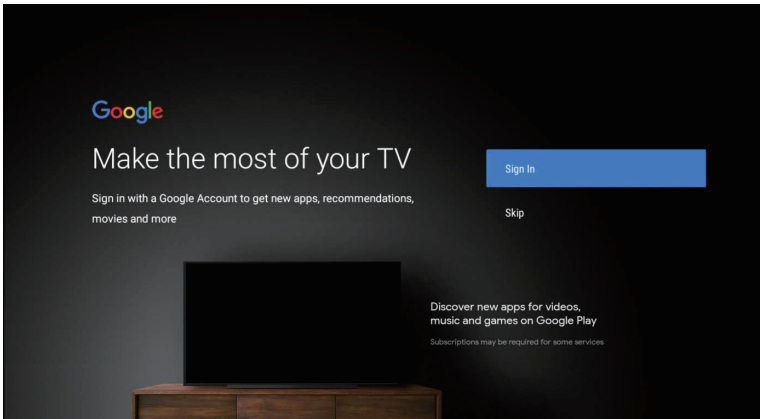 Google
Make the most of your TV
Sign in with a Google Account to get new apps, recommendations,
movies and more
Sign In
Skip
Discover new apps for videos,
music and games on Google Play
Subscriptions may be required for some services